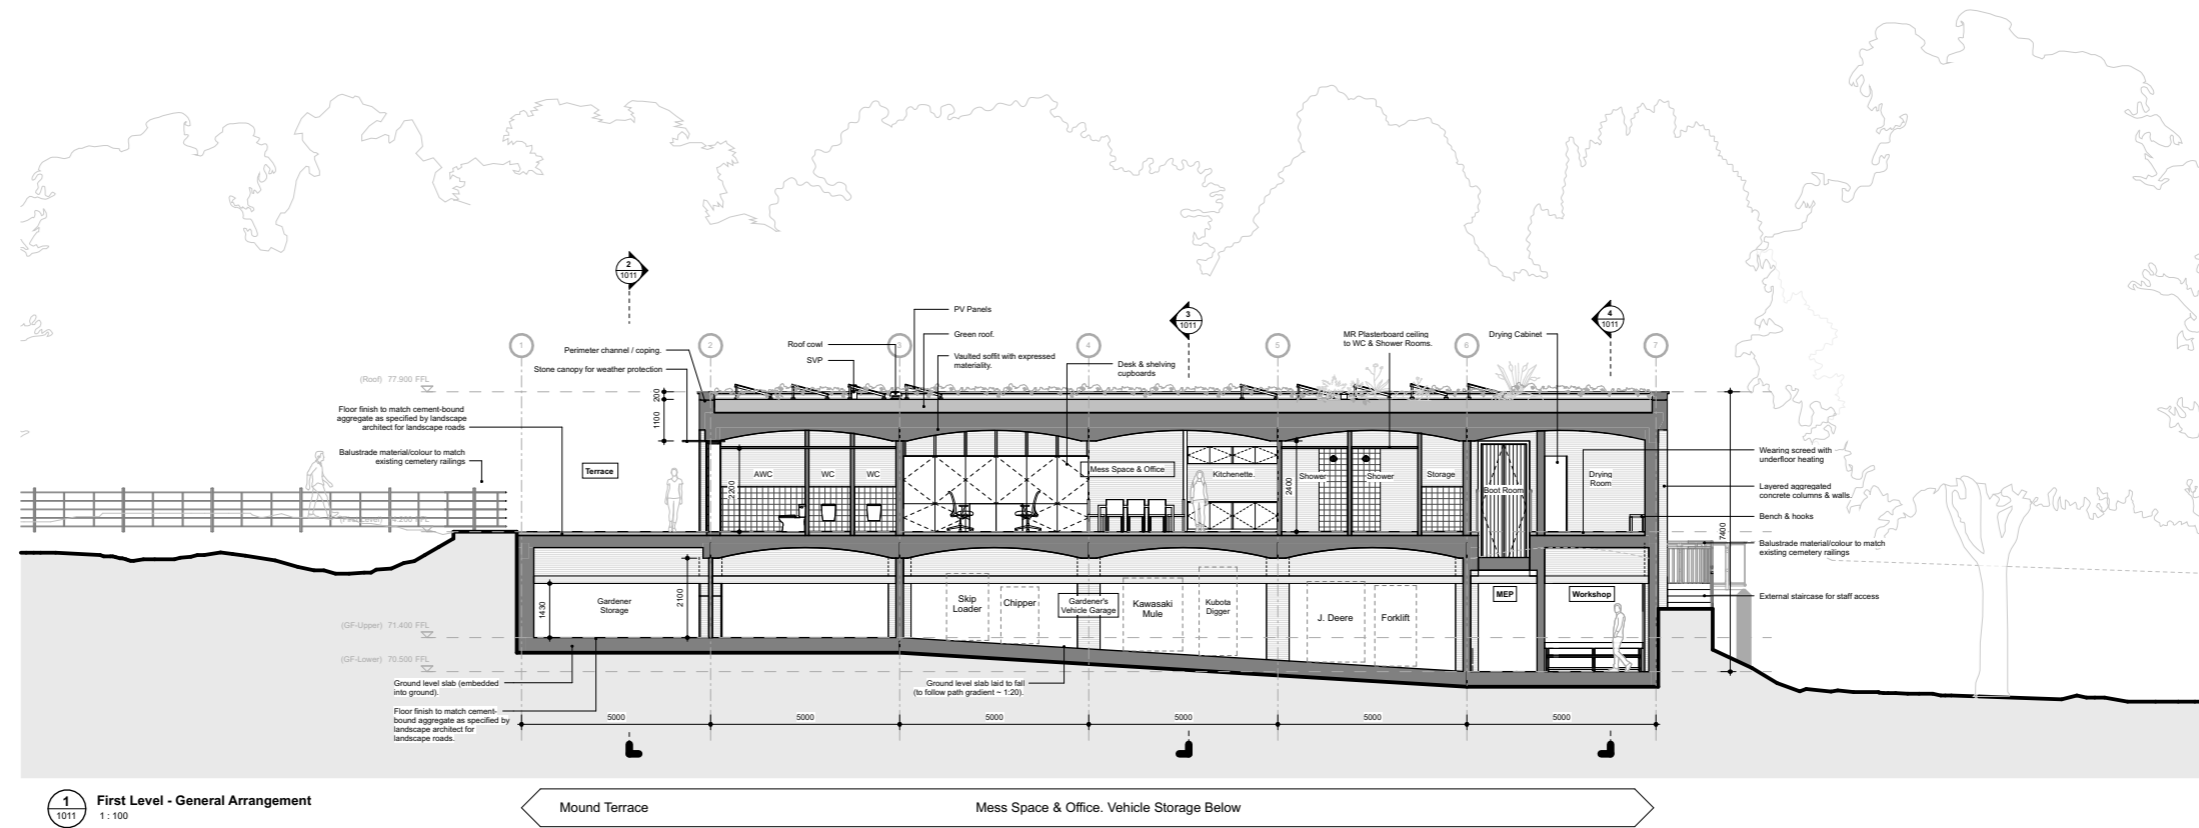 2
1011
3
1011
4
1011
PV Panels
Green roof.
Vaulted soffit with expressed
materiality.
Desk & shelving
cupboards
MR Plasterboard ceiling
to WC & Shower Rooms.
Drying Cabinet
Roof cowl
SVP
Perimeter channel / coping.
Stone canopy for weather protection
1
2
3
4
5
6
7
(Roof) 77.900 FFL
Floor finish to match cement-bound
aggregate as specified by landscape
architect for landscape roads
Balustrade material/colour to match
existing cemetery railings
200
1100
Terrace
AWC
WC
WC
2200
Mess Space & Office
Kitchenette.
2400
Shower
Shower
Storage
Boot Room
Drying
Room
Wearing screed with
underfloor heating
Layered aggregated
concrete columns & walls.
Bench & hooks
Balustrade material/colour to match
existing cemetery railings
External staircase for staff access
7400
1430
Gardener
Storage
2100
Skip
Loader
Chipper
Gardener's
Vehicle Garage
Kawasaki
Mule
Kubota
Digger
J. Deere
Forklift
MEP
Workshop
(GF-Upper) 71.400 FFL
(GF-Lower) 70.500 FFL
Ground level slab (embedded
into ground).
Floor finish to match cement-
bound aggregate as specified by
landscape architect for
landscape roads.
Ground level slab laid to fall
(to follow path gradient ~ 1:20).
5000
5000
5000
5000
5000
5000
1
1011
First Level - General Arrangement
1 : 100
Mound Terrace
Mess Space & Office. Vehicle Storage Below